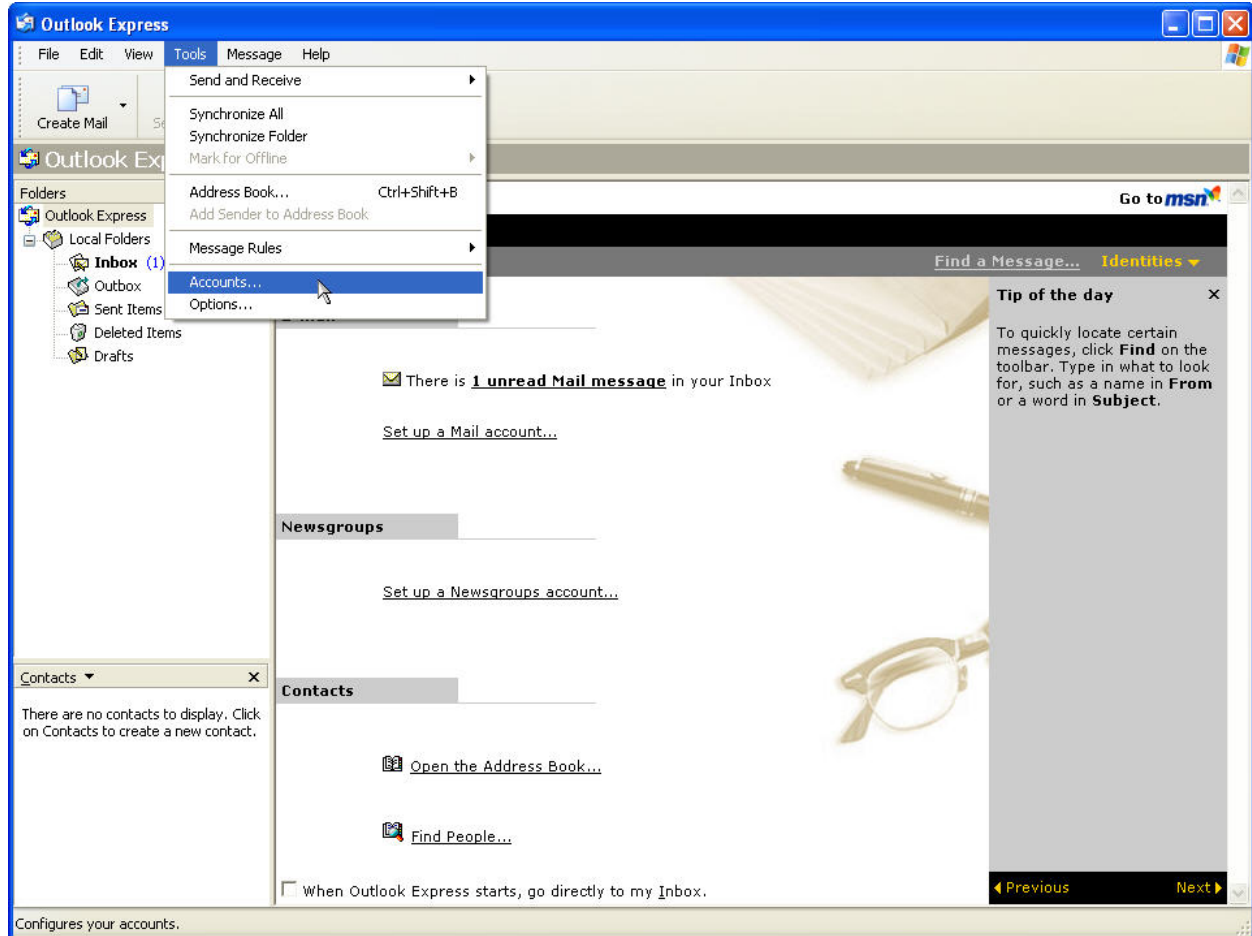 Outlook Express
File Edit View Tools Message Help
Send and Receive
Create Mail
Synchronize All
Synchronize Folder
Mark for Offline
Address Book... Ctrl+Shift+B
Add Sender to Address Book
Message Rules
Accounts...
Options...
Folders
Outlook Express
Local Folders
Inbox (1)
Outbox
Sent Items
Deleted Items
Drafts
Go to msn
Find a Message... Identities
There is 1 unread Mail message in your Inbox
Set up a Mail account...
Newsgroups
Set up a Newsgroups account...
Contacts
Open the Address Book...
Find People...
When Outlook Express starts, go directly to my Inbox.
Tip of the day
To quickly locate certain
messages, click Find on the
toolbar. Type in what to look
for, such as a name in From
or a word in Subject.
Previous Next
Contacts
There are no contacts to display. Click
on Contacts to create a new contact.
Configures your accounts.